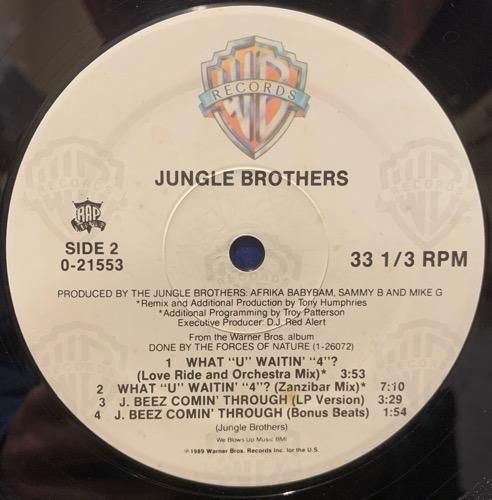 WB
RECORDS
JUNGLE BROTHERS
RAP
SIDE 2
0-21553
33 1/3 RPM
PRODUCED BY THE JUNGLE BROTHERS: AFRIKA BABYBAM, SAMMY B AND MIKE G
*Remix and Additional Production by Tony Humphries
*Additional Programming by Troy Patterson
Executive Producer: D.J. Red Alert
From the Warner Bros. album
DONE BY THE FORCES OF NATURE (1-26072)
1 WHAT "U" WAITIN' "4"?
(Love Ride and Orchestra Mix)* 3:53
2 WHAT "U" WAITIN' "4"? (Zanzibar Mix)* 7:10
3 J. BEEZ COMIN' THROUGH (LP Version) 3:29
4 J. BEEZ COMIN' THROUGH (Bonus Beats) 1:54
(Jungle Brothers)
We Blows Up Music BMI
℗1989 Warner Bros. Records Inc. for the U.S.